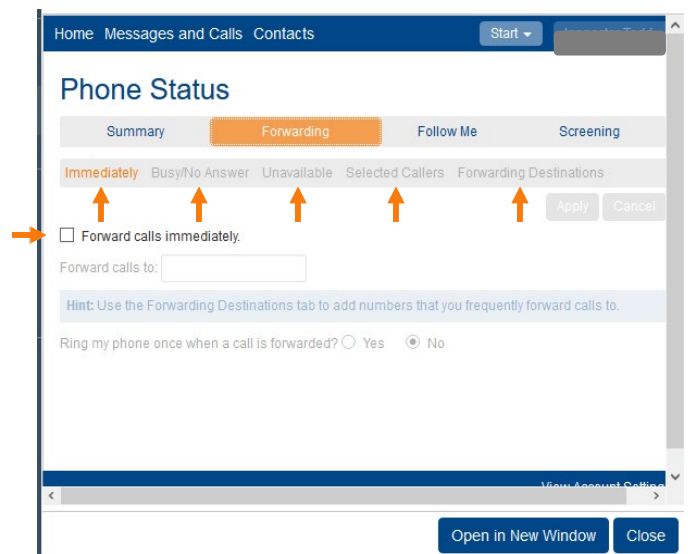 Home Messages and Calls Contacts Start
Phone Status
Summary Forwarding Follow Me Screening
Immediately Busy/No Answer Unavailable Selected Callers Forwarding Destinations
Apply Cancel
Forward calls immediately.
Forward calls to:
Hint: Use the Forwarding Destinations tab to add numbers that you frequently forward calls to.
Ring my phone once when a call is forwarded? Yes No
View Account Setting
Open in New Window Close